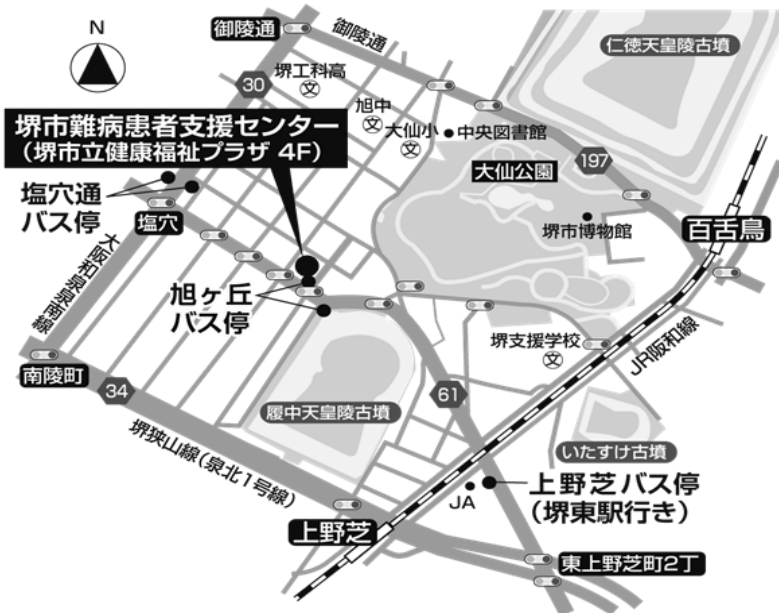 N
御陵通
御陵通
仁徳天皇陵古墳
30
堺工科高
文
旭中
文
大仙小
文
中央図書館
堺市難病患者支援センター
(堺市立健康福祉プラザ 4F)
大仙公園
197
塩穴通
バス停
塩穴
堺市博物館
百舌鳥
大阪和泉泉南線
旭ヶ丘
バス停
JR阪和線
堺支援学校
文
南陵町
34
61
履中天皇陵古墳
いたすけ古墳
堺狭山線(泉北1号線)
JA
上野芝バス停
(堺東駅行き)
上野芝
東上野芝町2丁